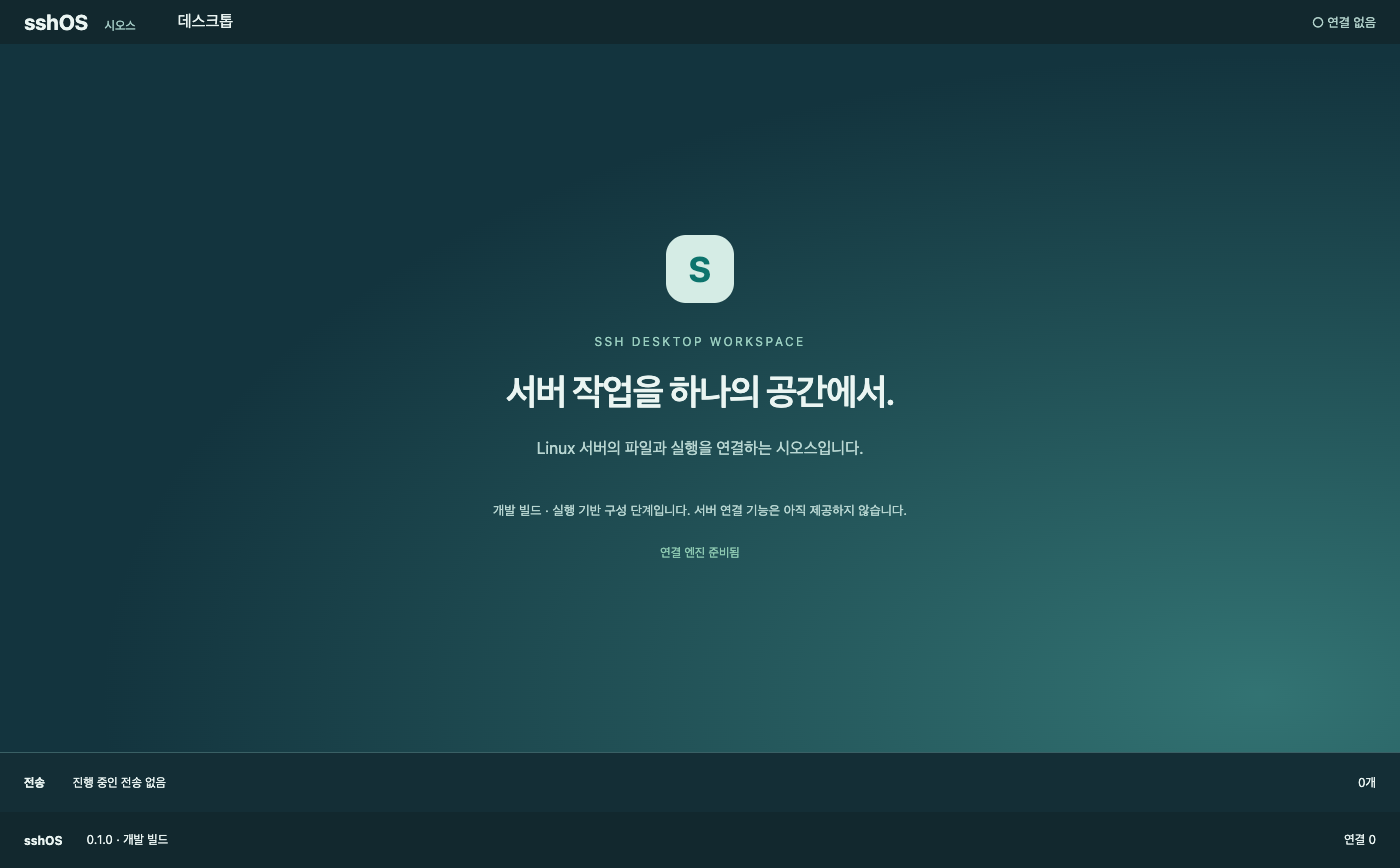 sshOS 시오스 데스크톱 연결 없음
S
SSH DESKTOP WORKSPACE
서버 작업을 하나의 공간에서.
Linux 서버의 파일과 실행을 연결하는 시오스입니다.
개발 빌드 · 실행 기반 구성 단계입니다. 서버 연결 기능은 아직 제공하지 않습니다.
연결 엔진 준비됨
전송 진행 중인 전송 없음 0개
sshOS 0.1.0 · 개발 빌드 연결 0